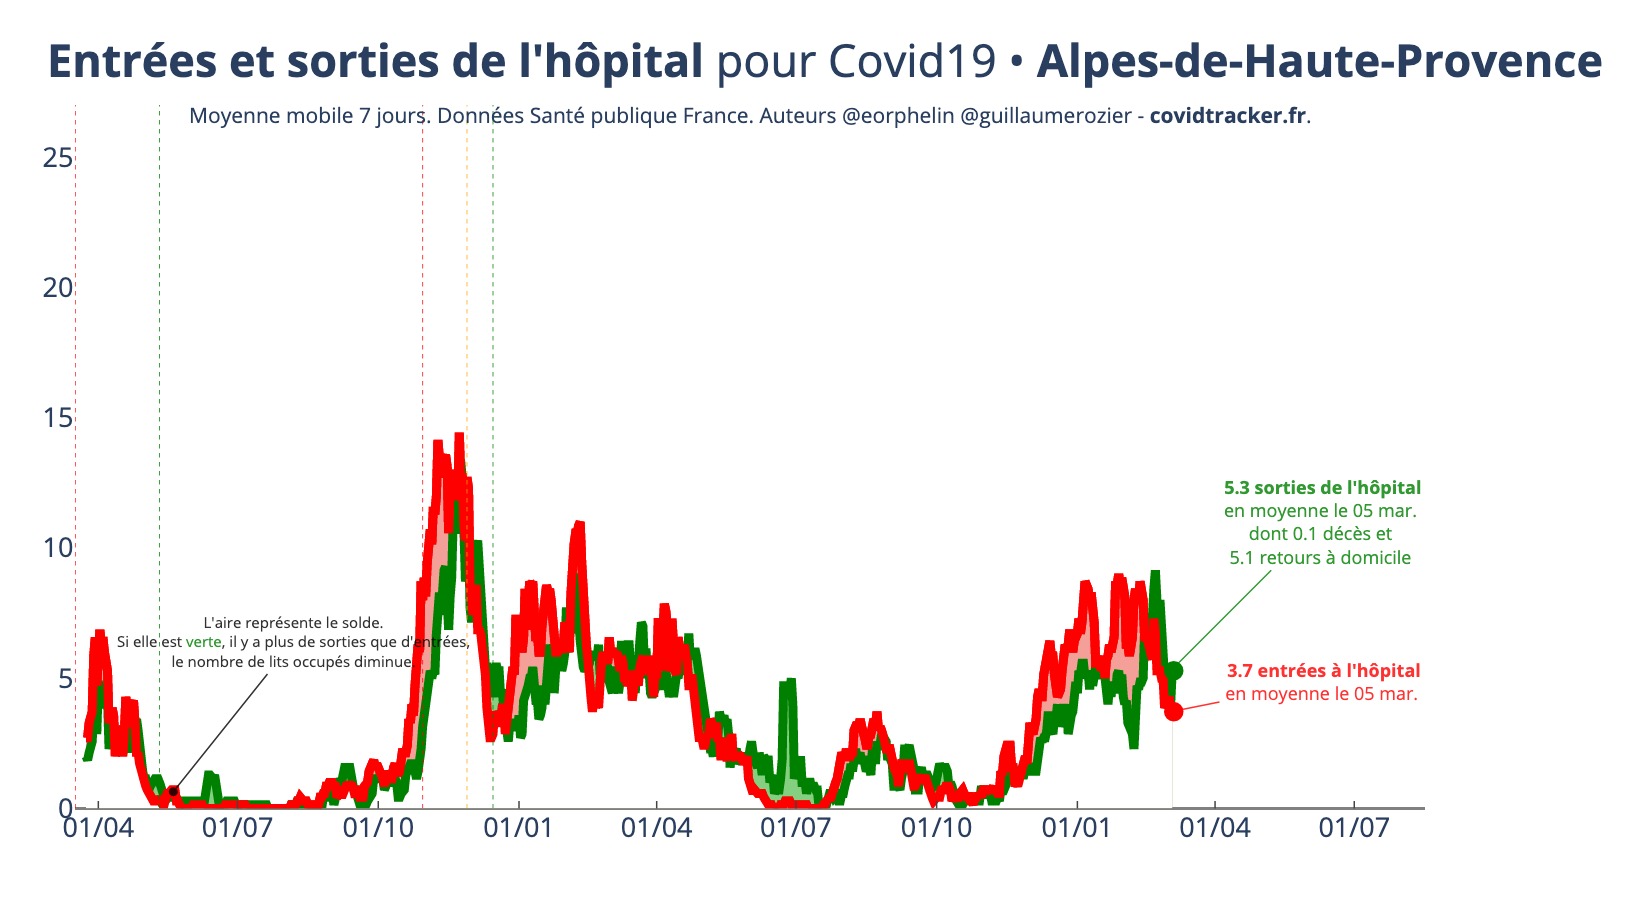 Entrées et sorties de l'hôpital pour Covid19 • Alpes-de-Haute-Provence
Moyenne mobile 7 jours. Données Santé publique France. Auteurs @eorphelin @guillaumerozier - covidtracker.fr.
25
20
15
10
5
0
5.3 sorties de l'hôpital
en moyenne le 05 mar.
dont 0.1 décès et
5.1 retours à domicile
L'aire représente le solde.
Si elle est verte, il y a plus de sorties que d'entrées,
le nombre de lits occupés diminue.
3.7 entrées à l'hôpital
en moyenne le 05 mar.
01/04 01/07 01/10 01/01 01/04 01/07 01/10 01/01 01/04 01/07